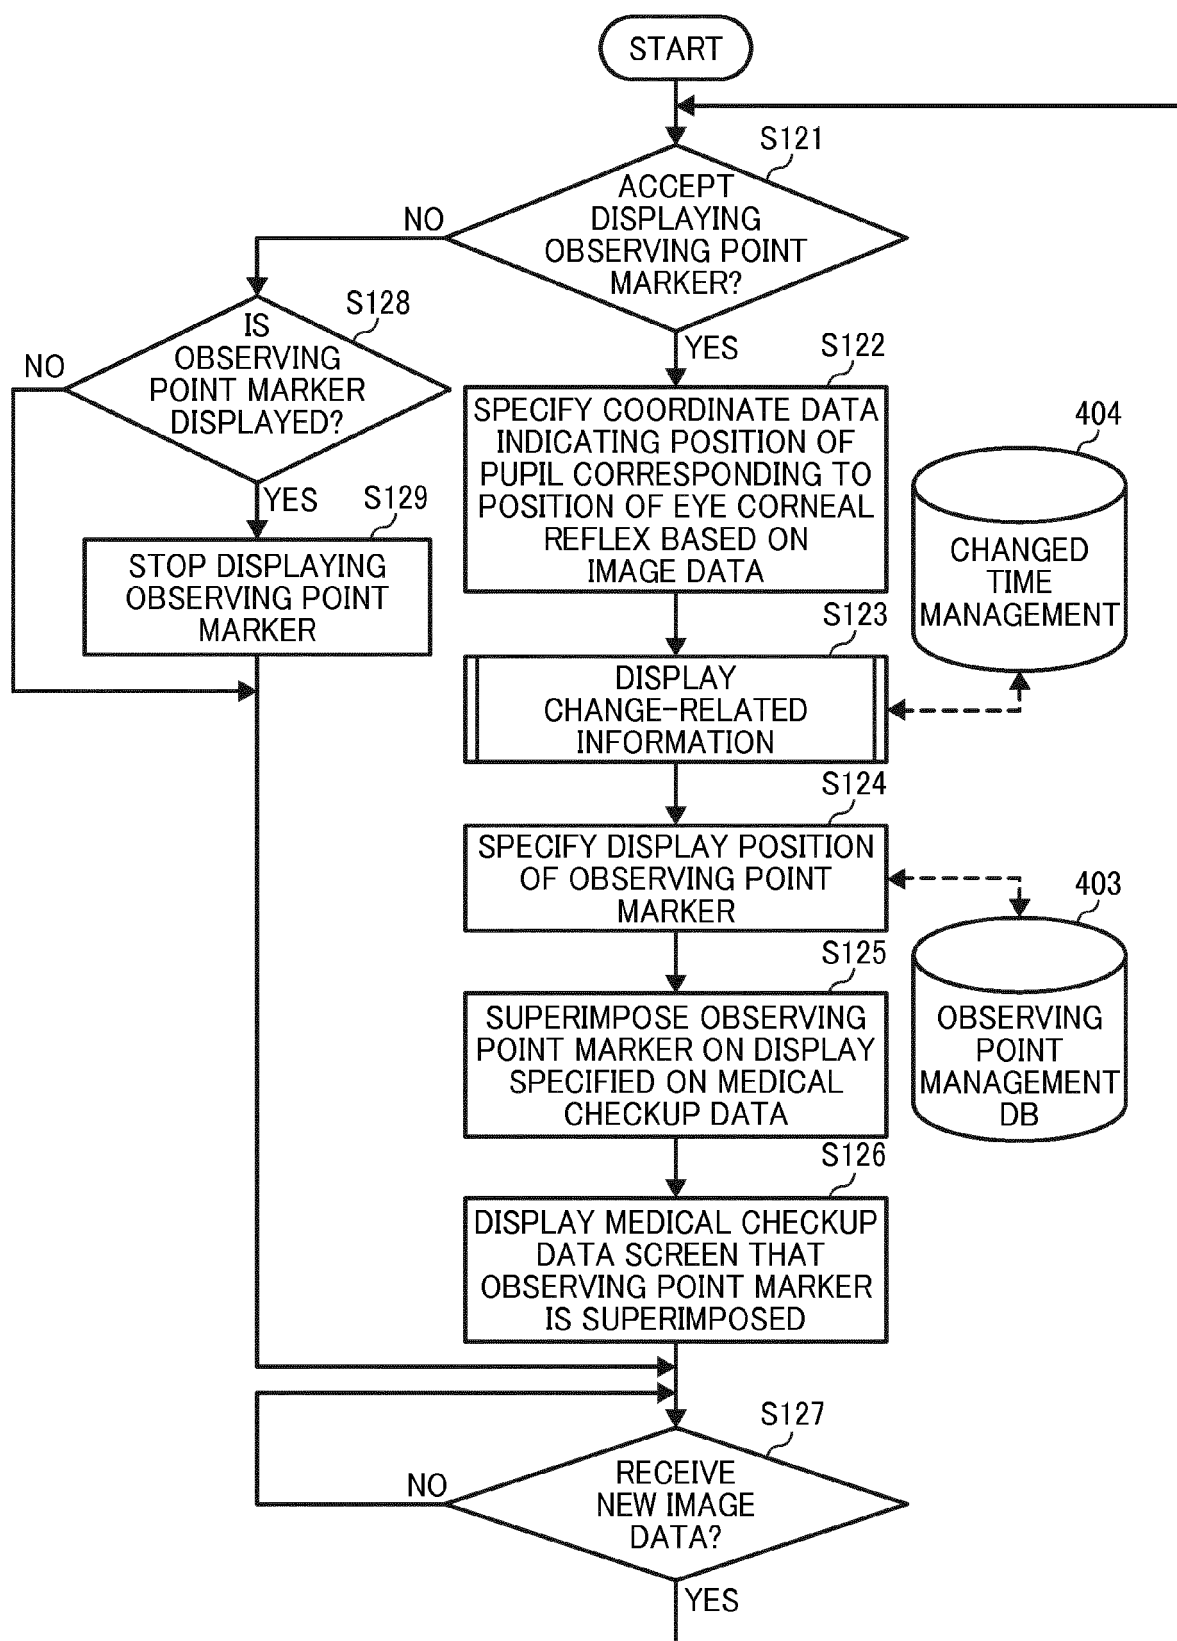 START
S121
ACCEPT
DISPLAYING
OBSERVING POINT
MARKER?
NO
YES
S128
IS
OBSERVING
POINT MARKER
DISPLAYED?
NO
YES
S129
STOP DISPLAYING
OBSERVING POINT
MARKER
S122
SPECIFY COORDINATE DATA
INDICATING POSITION OF
PUPIL CORRESPONDING TO
POSITION OF EYE CORNEAL
REFLEX BASED ON
IMAGE DATA
404
CHANGED
TIME
MANAGEMENT
S123
DISPLAY
CHANGE-RELATED
INFORMATION
S124
SPECIFY DISPLAY POSITION
OF OBSERVING POINT
MARKER
403
OBSERVING
POINT
MANAGEMENT
DB
S125
SUPERIMPOSE OBSERVING
POINT MARKER ON DISPLAY
SPECIFIED ON MEDICAL
CHECKUP DATA
S126
DISPLAY MEDICAL CHECKUP
DATA SCREEN THAT
OBSERVING POINT MARKER
IS SUPERIMPOSED
S127
RECEIVE
NEW IMAGE
DATA?
NO
YES